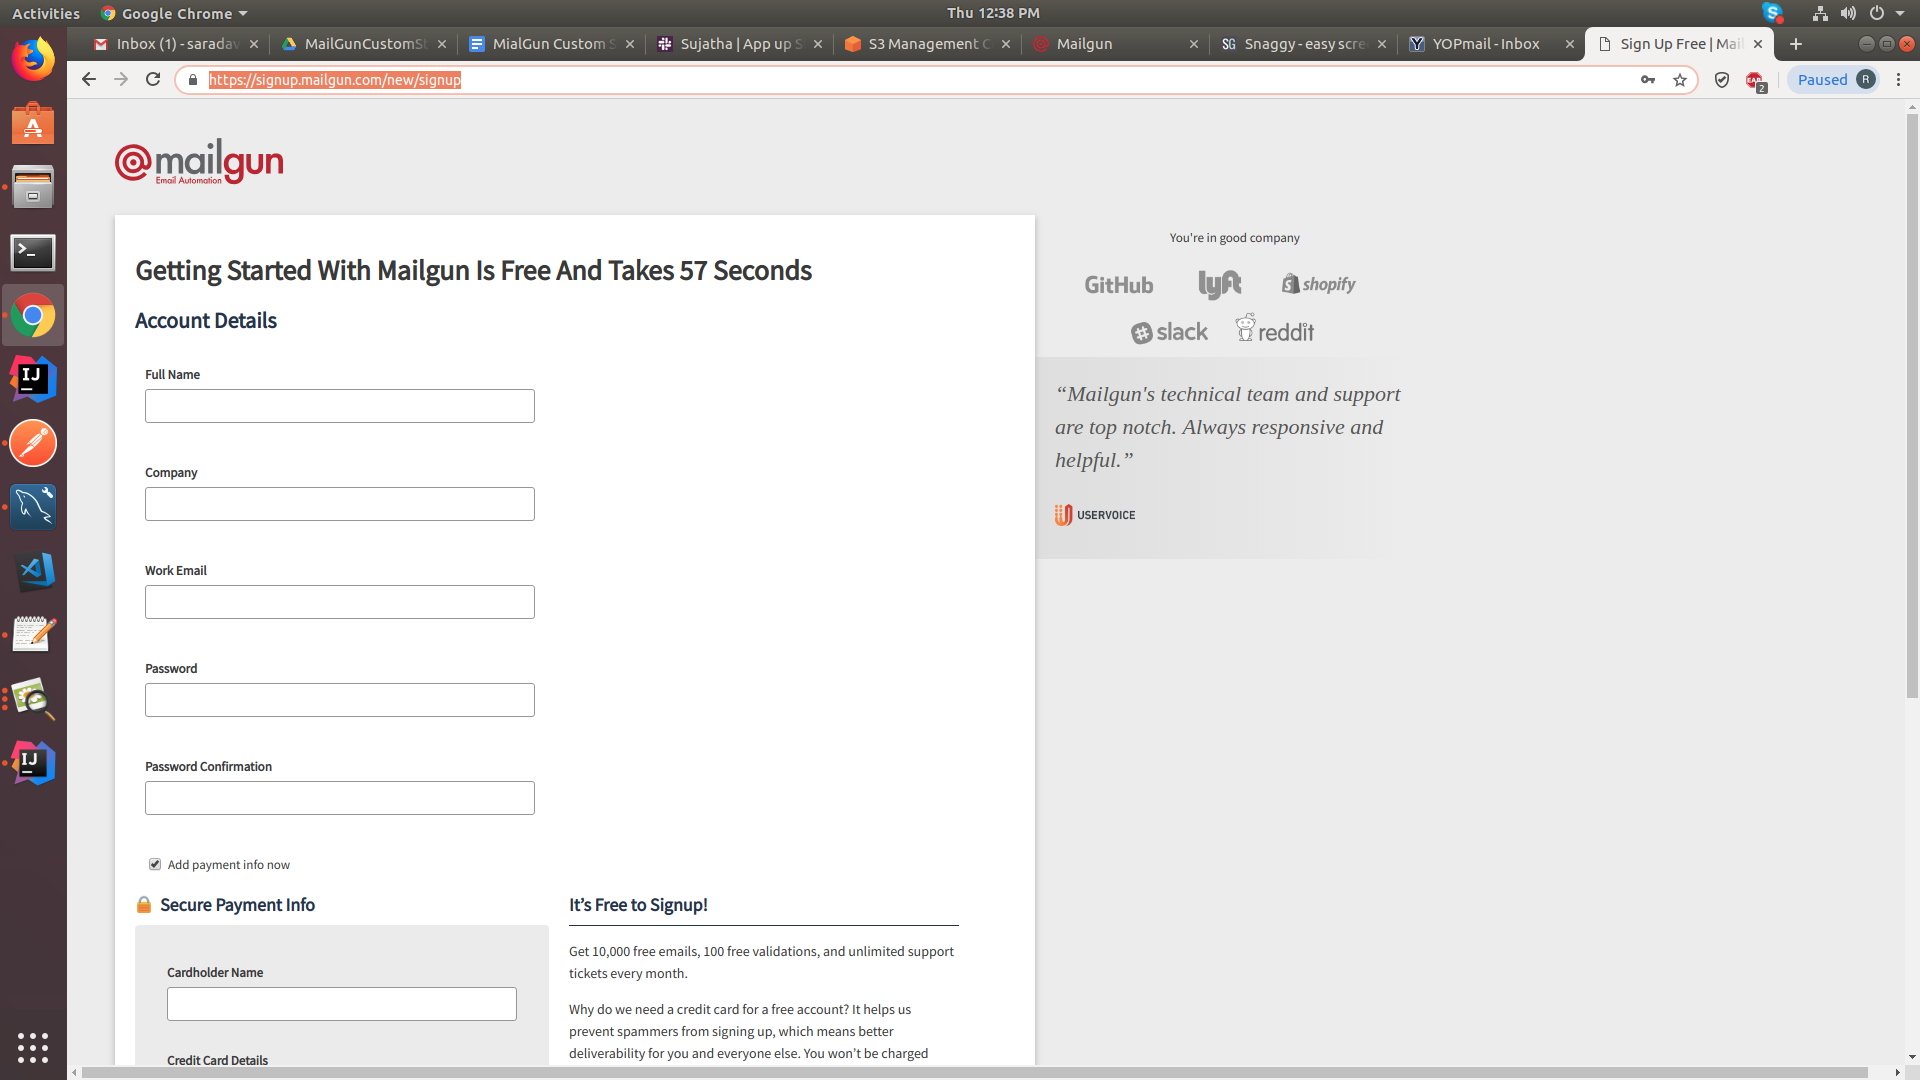 Activities
Google Chrome
Thu 12:38 PM
Inbox (1) - saradav
MailGunCustomSt
MialGun Custom S
Sujatha | App up S
S3 Management C
Mailgun
SG Snaggy - easy scre
YOPmail - Inbox
Sign Up Free | Mail
https://signup.mailgun.com/new/signup
2
Paused R
@mailgun
Email Automation
Getting Started With Mailgun Is Free And Takes 57 Seconds
Account Details
Full Name
Company
Work Email
Password
Password Confirmation
Add payment info now
Secure Payment Info
Cardholder Name
Credit Card Details
It’s Free to Signup!
Get 10,000 free emails, 100 free validations, and unlimited support
tickets every month.
Why do we need a credit card for a free account? It helps us
prevent spammers from signing up, which means better
deliverability for you and everyone else. You won’t be charged
You're in good company
GitHub
lyft
shopify
slack
reddit
“Mailgun's technical team and support
are top notch. Always responsive and
helpful.”
USERVOICE
IJ
IJ